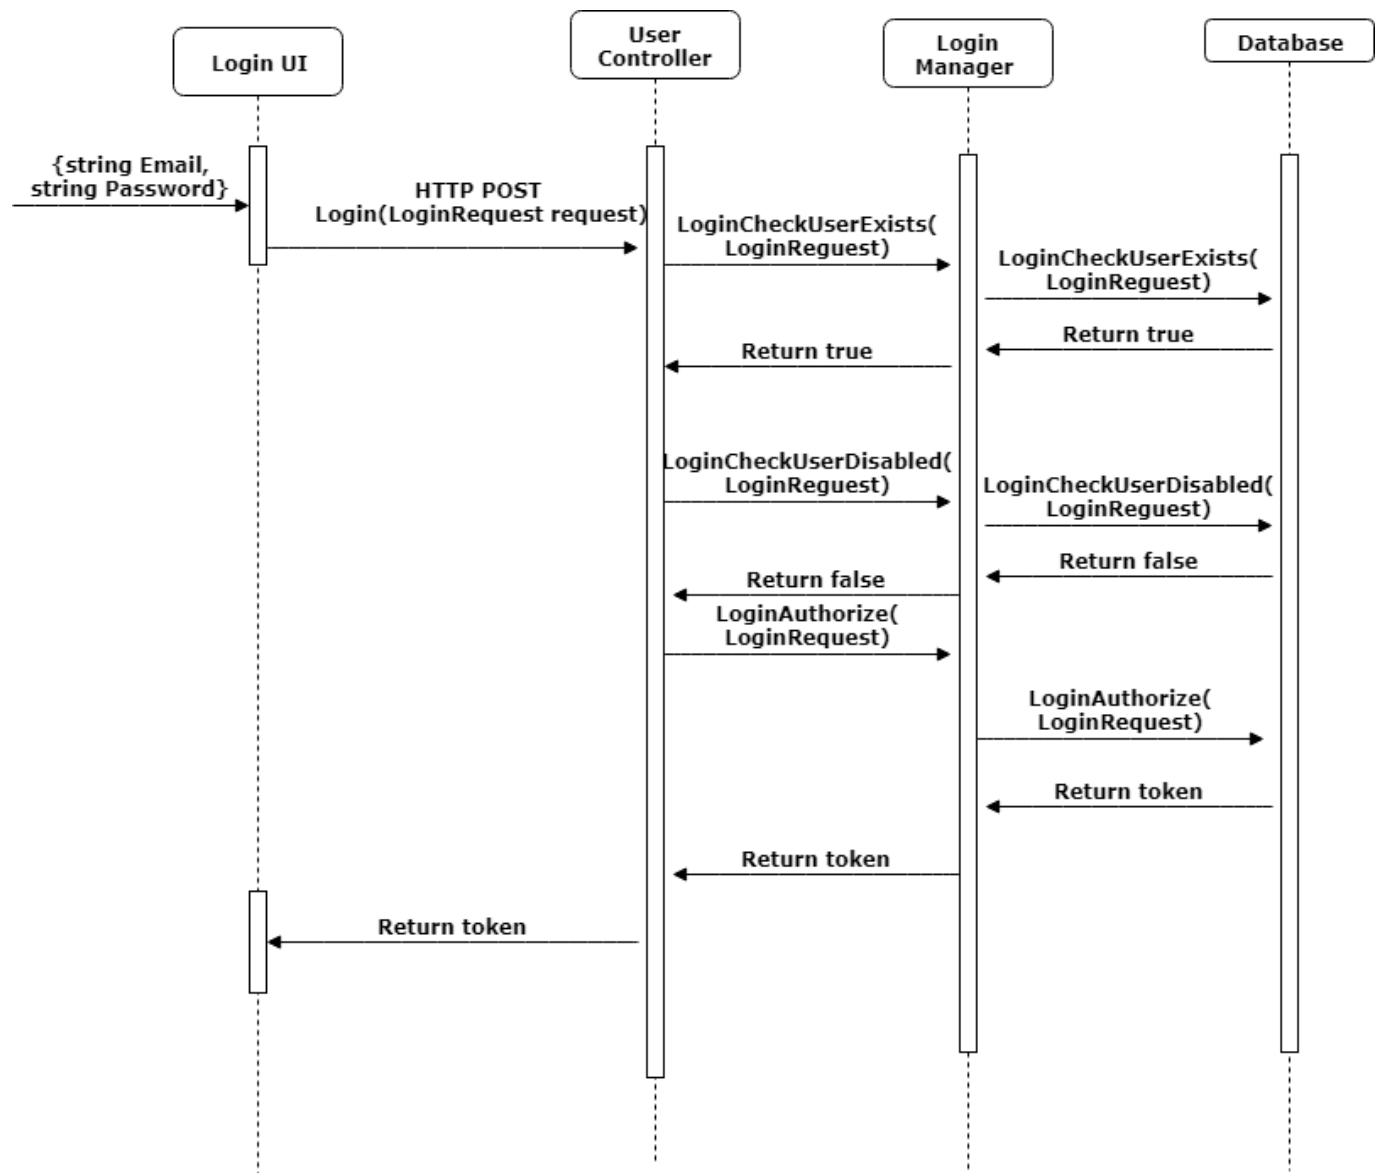 Login UI
User
Controller
Login
Manager
Database
{string Email,
string Password}
HTTP POST
Login(LoginRequest request)
LoginCheckUserExists(
LoginReguest)
LoginCheckUserExists(
LoginReguest)
Return true
Return true
LoginCheckUserDisabled(
LoginReguest)
LoginCheckUserDisabled(
LoginReguest)
Return false
Return false
LoginAuthorize(
LoginRequest)
LoginAuthorize(
LoginRequest)
Return token
Return token
Return token